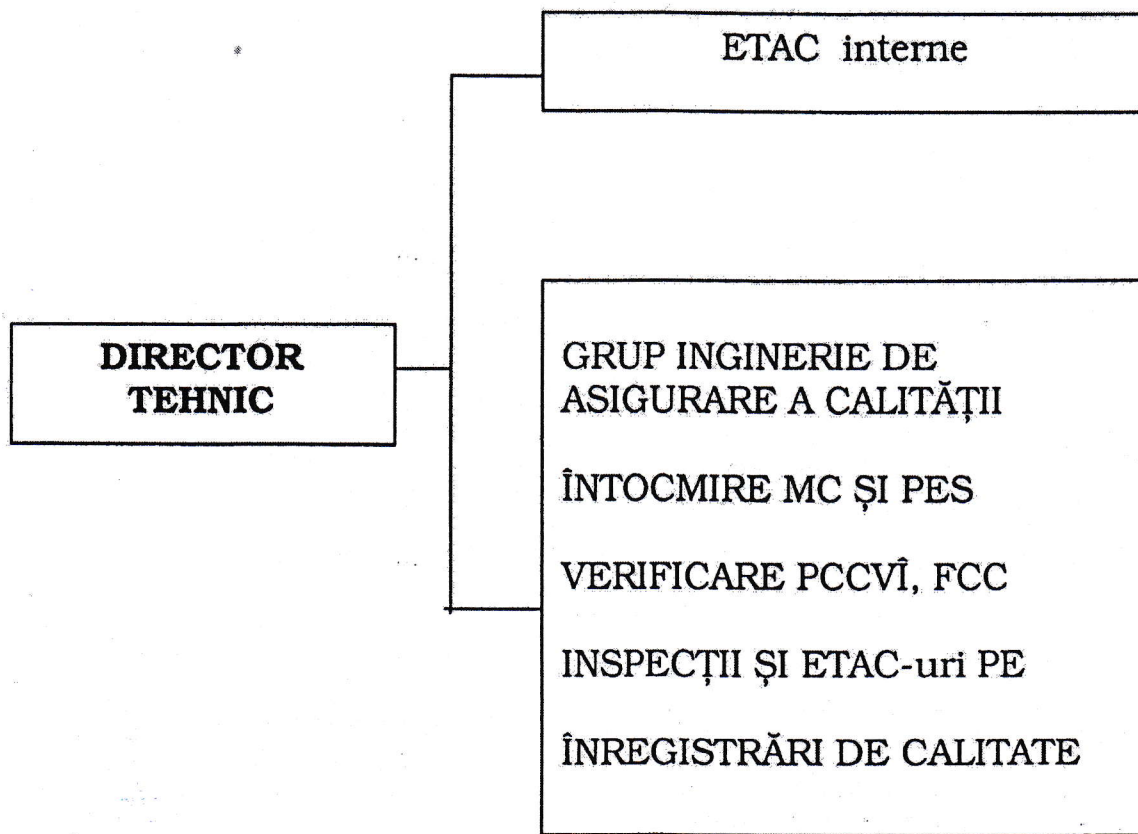 ETAC interne
DIRECTOR
TEHNIC
GRUP INGINERIE DE
ASIGURARE A CALITĂȚII
ÎNTOCMIRE MC ȘI PES
VERIFICARE PCCVÎ, FCC
INSPECȚII ȘI ETAC-uri PE
ÎNREGISTRĂRI DE CALITATE